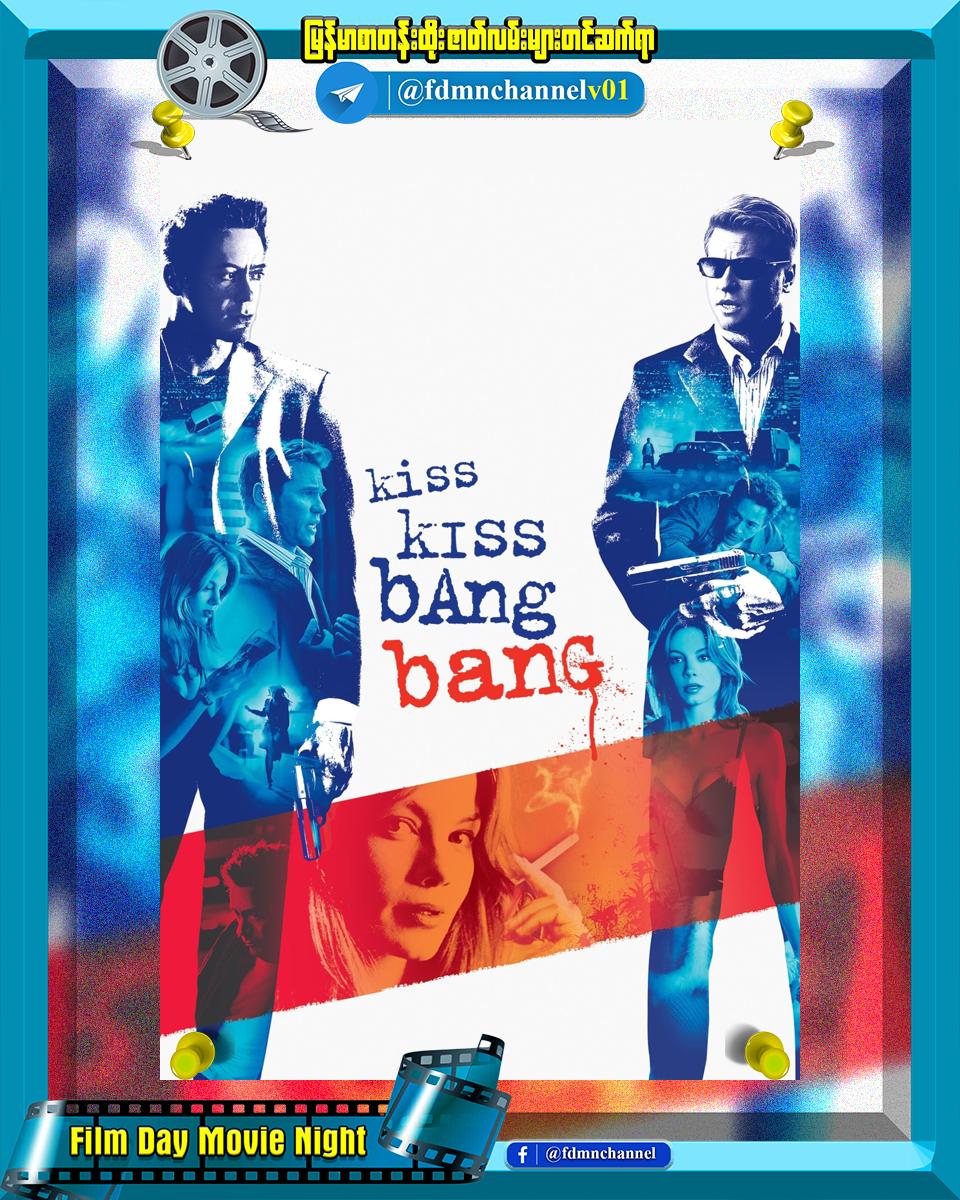 မြန်မာစာတန်းထိုးဇာတ်လမ်းများတင်ဆက်ရာ
@fdmnchannelv01
kiss
kıss
bAng
banG
Film Day Movie Night
f @fdmnchannel